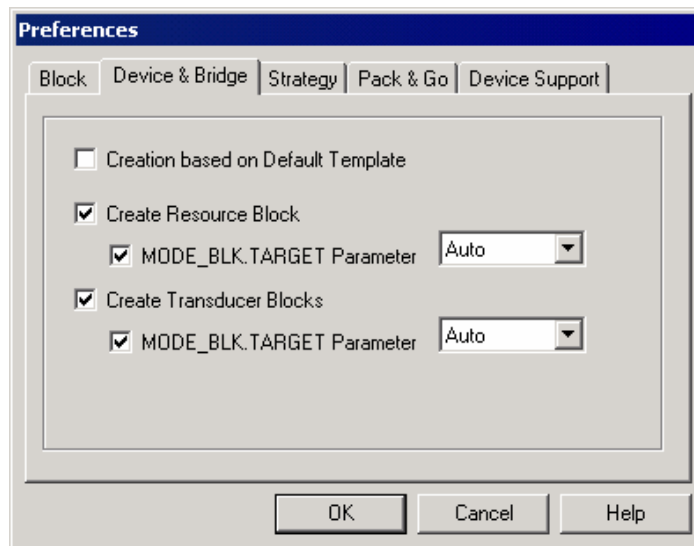 Preferences
Block Device & Bridge Strategy Pack & Go Device Support
Creation based on Default Template
Create Resource Block
MODE_BLK.TARGET Parameter Auto
Create Transducer Blocks
MODE_BLK.TARGET Parameter Auto
OK Cancel Help